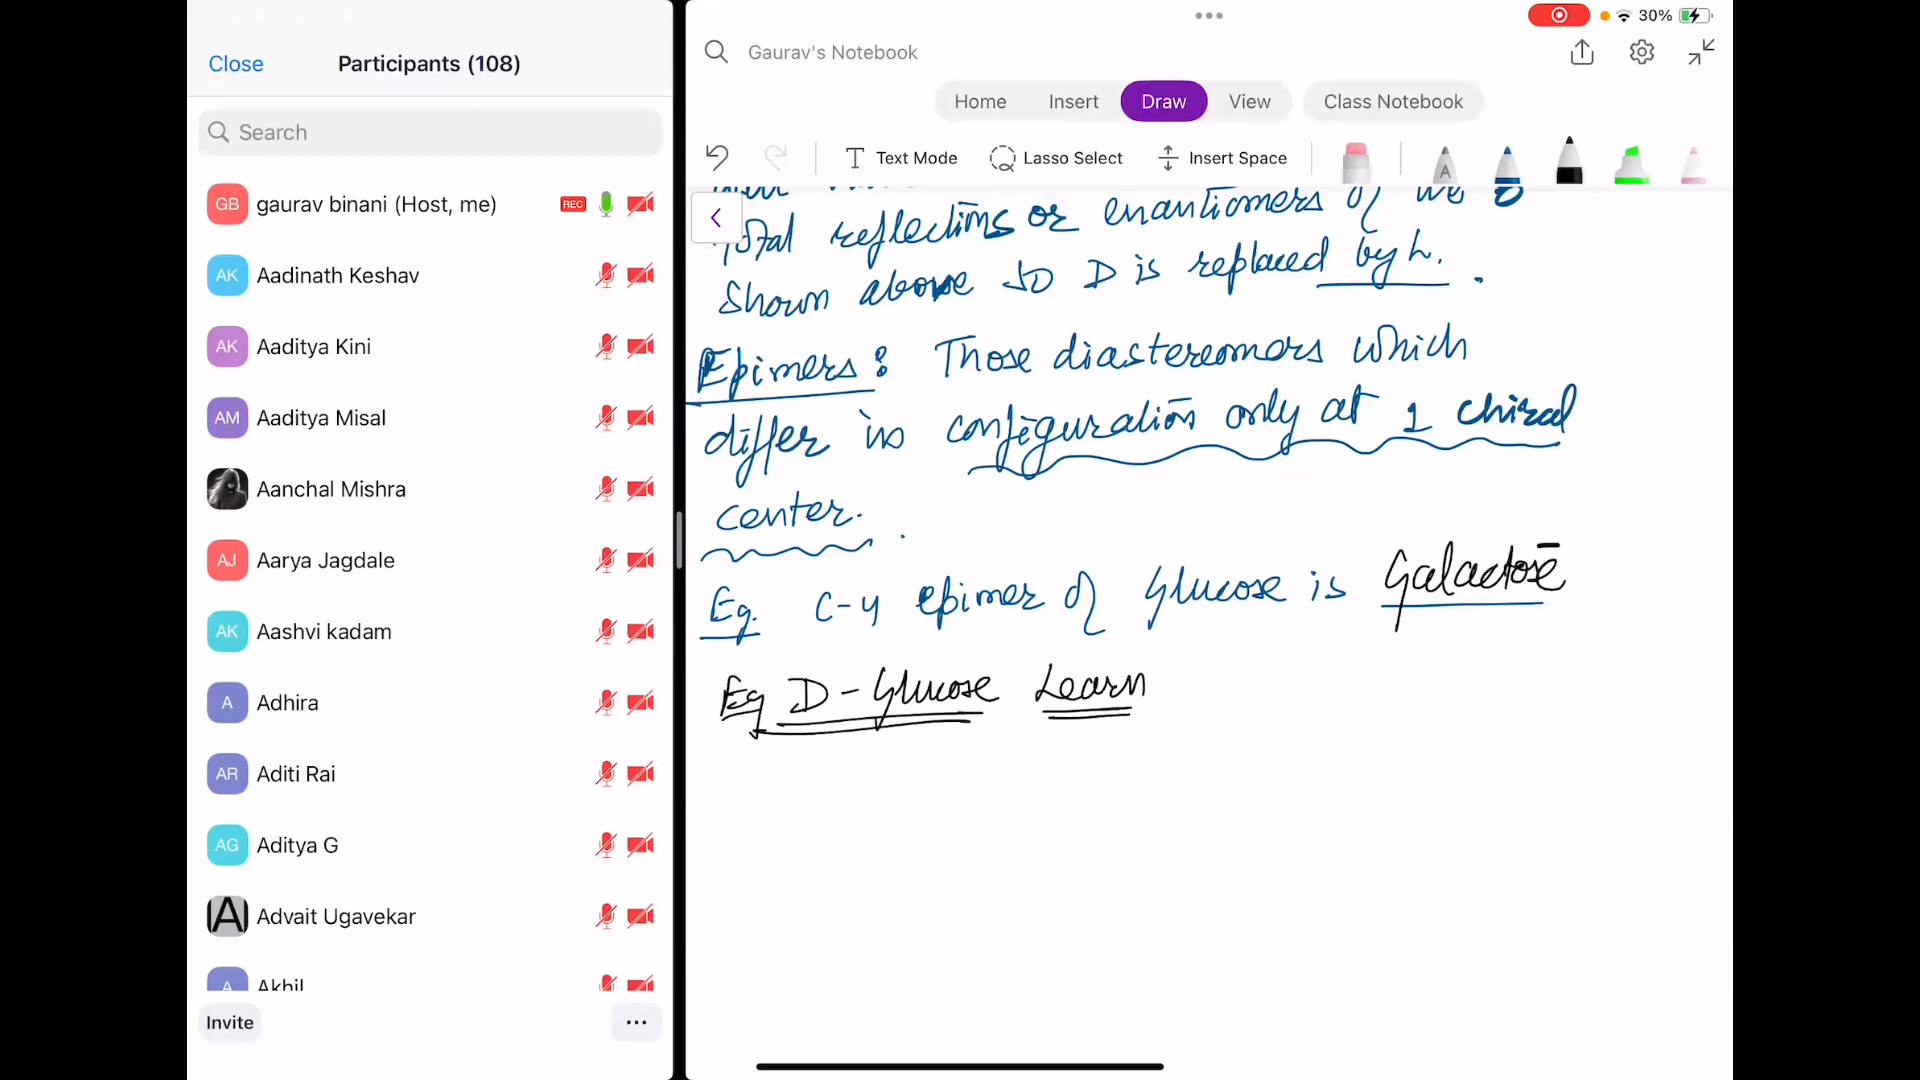 30%
Close
Participants (108)
Search
GB gaurav binani (Host, me) REC
AK Aadinath Keshav
AK Aaditya Kini
AM Aaditya Misal
Aanchal Mishra
AJ Aarya Jagdale
AK Aashvi kadam
A Adhira
AR Aditi Rai
AG Aditya G
A Advait Ugavekar
A Akhil
Invite
Gaurav's Notebook
Home Insert Draw View Class Notebook
Text Mode Lasso Select Insert Space
A
total reflections or enantiomers of
Shown above so D is replaced by L.
Epimers: Those diastereomers which
differ in configuration only at 1 chiral
center.
Eg. C-4 epimer of Glucose is Galactose
Eg D-Glucose Learn